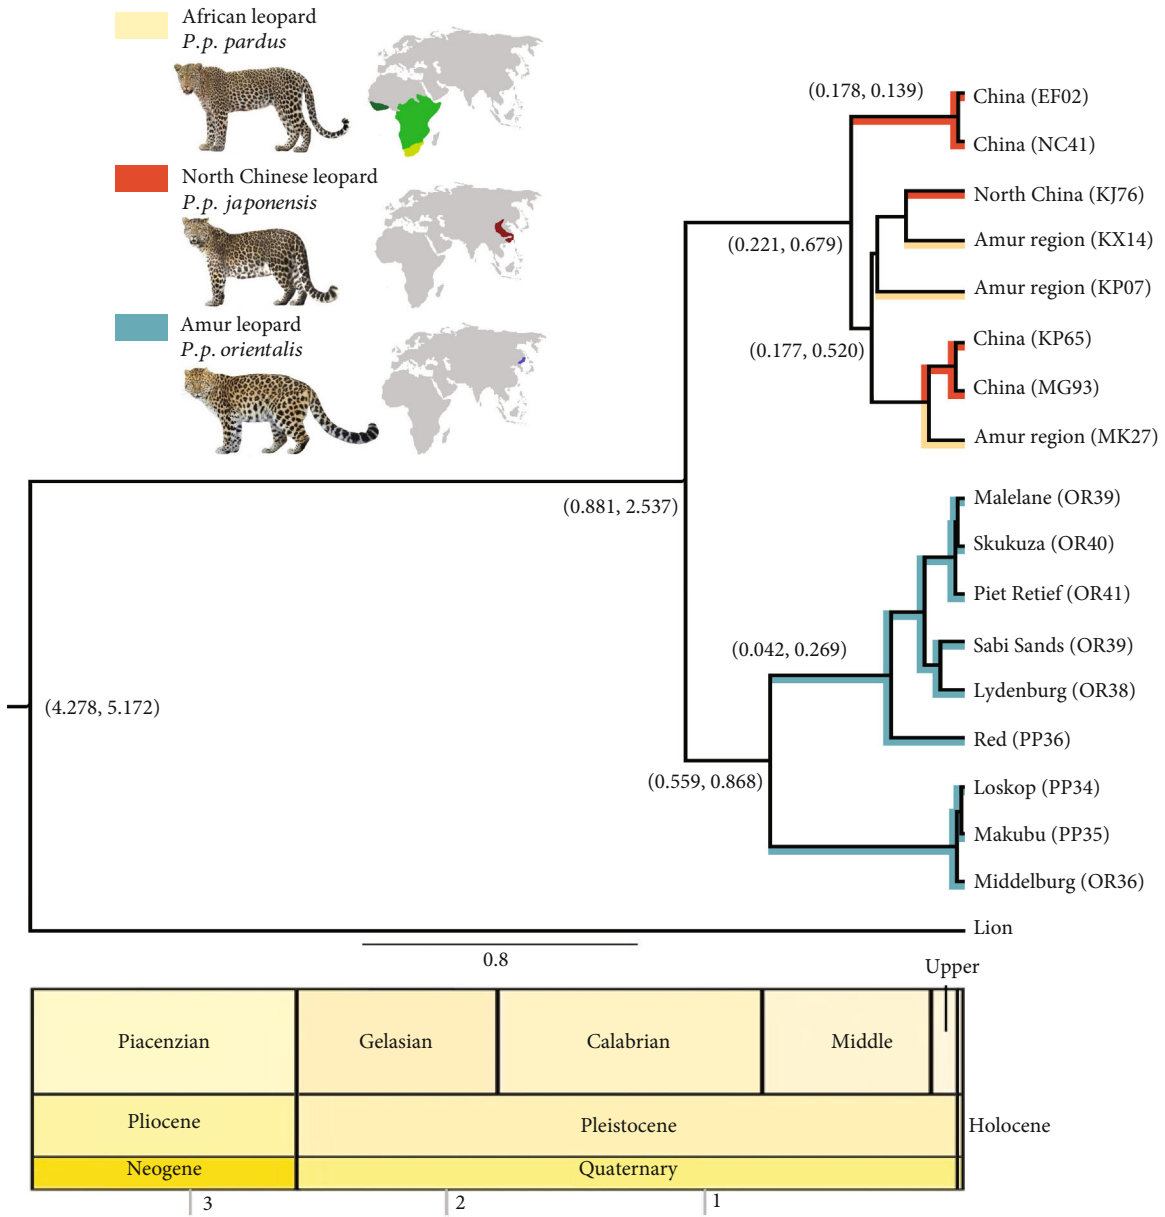 African leopard
P.p. pardus
North Chinese leopard
P.p. japonensis
Amur leopard
P.p. orientalis
(0.178, 0.139)
China (EF02)
China (NC41)
North China (KJ76)
(0.221, 0.679)
Amur region (KX14)
Amur region (KP07)
China (KP65)
(0.177, 0.520)
China (MG93)
Amur region (MK27)
(0.881, 2.537)
Malelane (OR39)
Skukuza (OR40)
Piet Retief (OR41)
(0.042, 0.269)
Sabi Sands (OR39)
Lydenburg (OR38)
(4.278, 5.172)
Red (PP36)
(0.559, 0.868)
Loskop (PP34)
Makubu (PP35)
Middelburg (OR36)
Lion
0.8
Upper
Piacenzian
Gelasian
Calabrian
Middle
Pliocene
Pleistocene
Holocene
Neogene
Quaternary
3
2
1